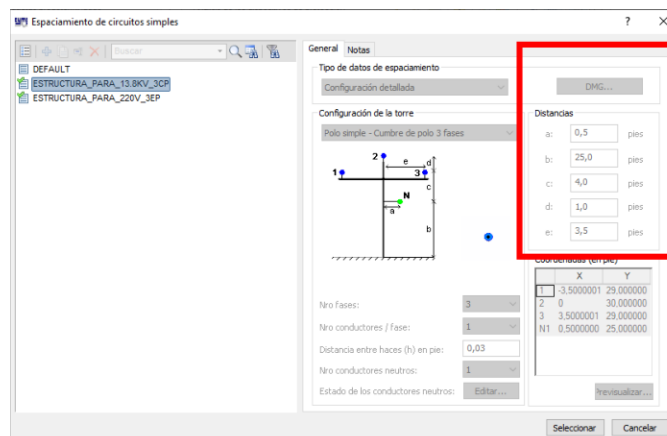 Espaciamiento de circuitos simples
?
Buscar
DEFAULT
ESTRUCTURA_PARA_13.8KV_3CP
ESTRUCTURA_PARA_220V_3EP
General Notas
Tipo de datos de espaciamiento
Configuración detallada
DMG...
Configuración de la torre
Polo simple - Cumbre de polo 3 fases
2
e
d
1
3
c
N
a
b
Nro fases: 3
Nro conductores / fase: 1
Distancia entre haces (h) en pie: 0,03
Nro conductores neutros: 1
Estado de los conductores neutros: Editar...
Distancias
a: 0,5 pies
b: 25,0 pies
c: 4,0 pies
d: 1,0 pies
e: 3,5 pies
Coordenadas (en pie)
X Y
1 -3,5000001 29,000000
2 0 30,000000
3 3,5000001 29,000000
N1 0,5000000 25,000000
Previsualizar...
Seleccionar Cancelar